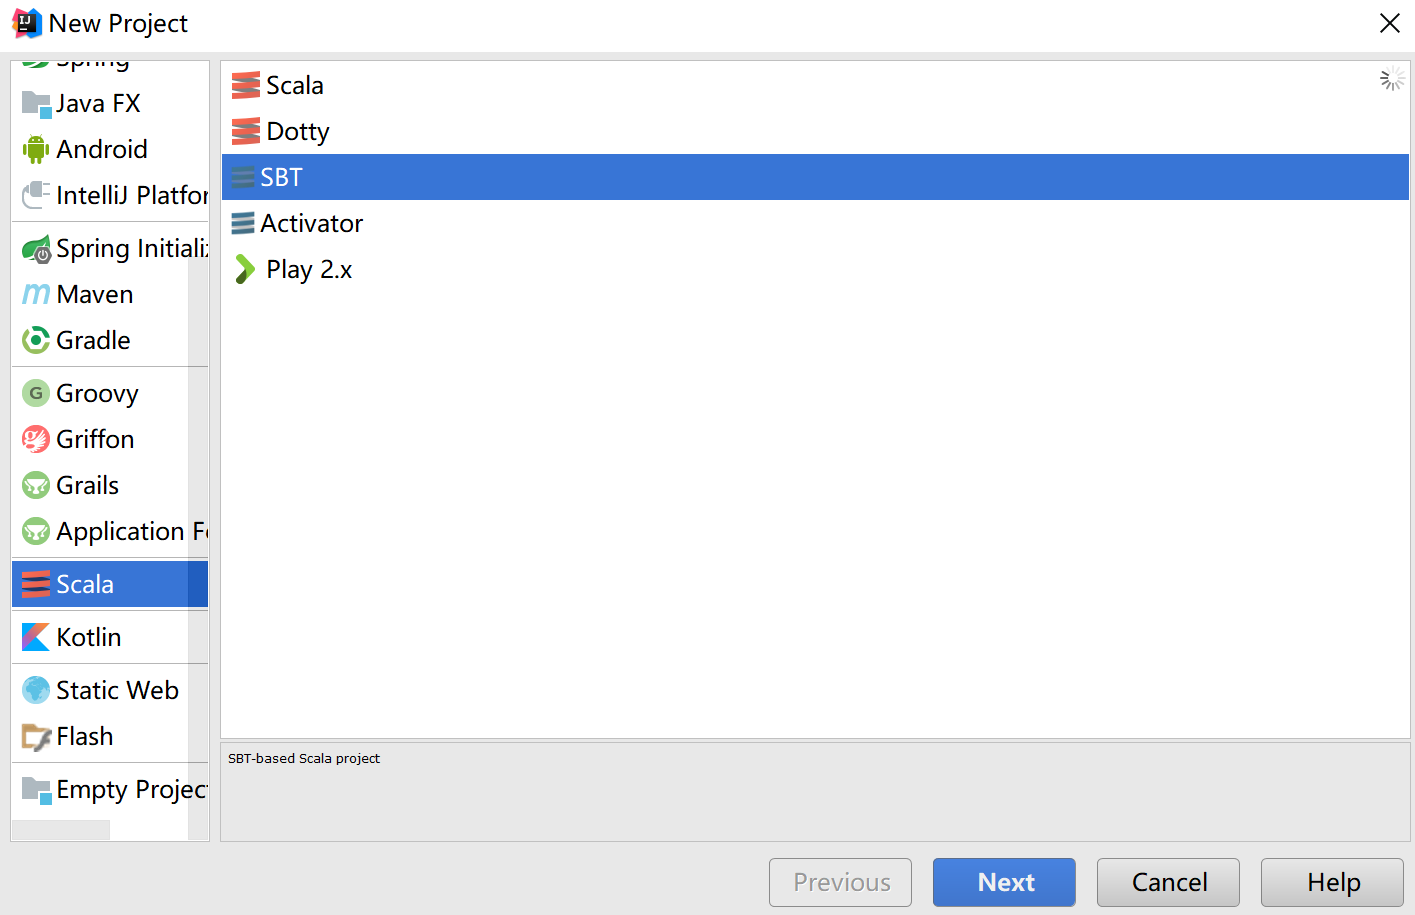 New Project
Spring
Java FX
Android
IntelliJ Platfor
Spring Initializ
Maven
Gradle
Groovy
Griffon
Grails
Application Fo
Scala
Kotlin
Static Web
Flash
Empty Project
Scala
Dotty
SBT
Activator
Play 2.x
SBT-based Scala project
Previous
Next
Cancel
Help